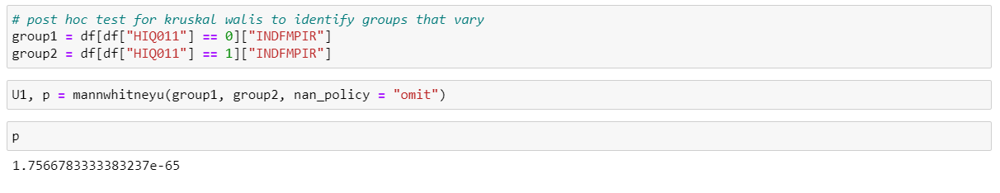 # post hoc test for kruskal walis to identify groups that vary
group1 = df[df["HIQ011"] == 0]["INDFMPIR"]
group2 = df[df["HIQ011"] == 1]["INDFMPIR"]
U1, p = mannwhitneyu(group1, group2, nan_policy = "omit")
p
1.7566783333383237e-65